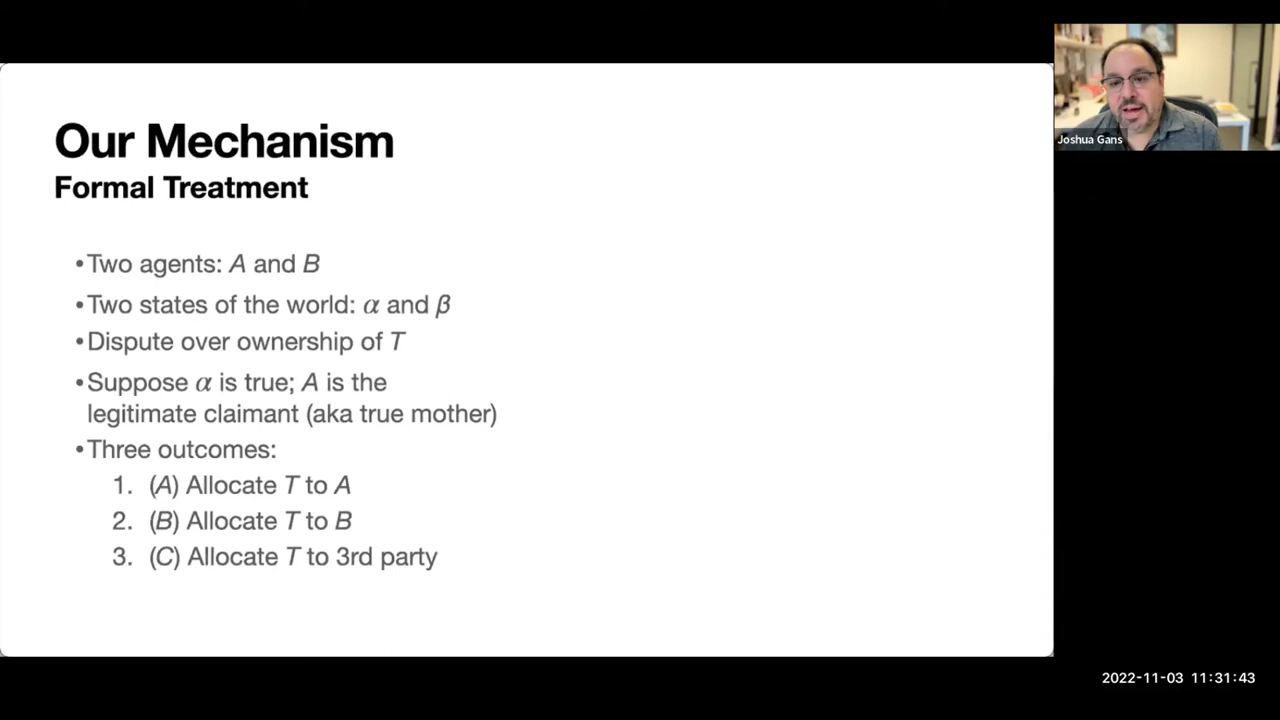 Our Mechanism
Formal Treatment
•Two agents: A and B
•Two states of the world: α and β
•Dispute over ownership of T
•Suppose α is true; A is the
legitimate claimant (aka true mother)
•Three outcomes:
1. (A) Allocate T to A
2. (B) Allocate T to B
3. (C) Allocate T to 3rd party
Joshua Gans
2022-11-03 11:31:43